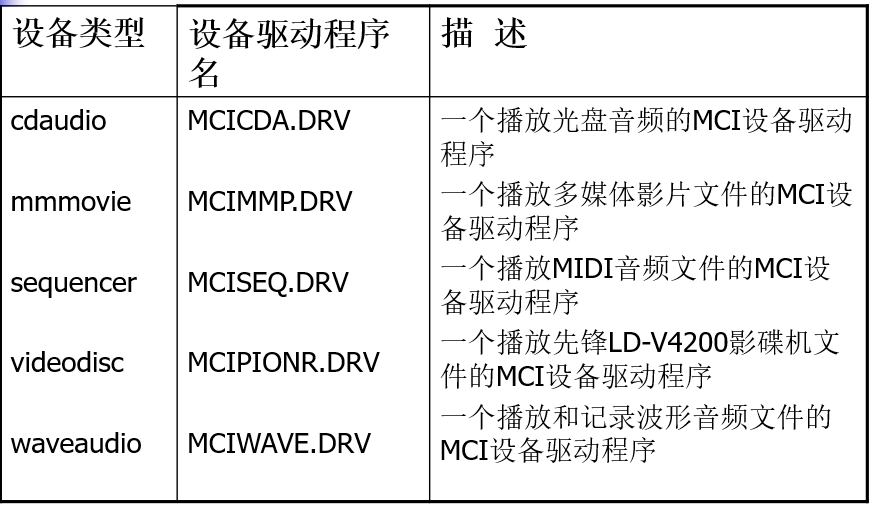 设备类型
设备驱动程序
名
描 述
cdaudio
MCICDA.DRV
一个播放光盘音频的MCI设备驱动
程序
mmmovie
MCIMMP.DRV
一个播放多媒体影片文件的MCI设
备驱动程序
sequencer
MCISEQ.DRV
一个播放MIDI音频文件的MCI设
备驱动程序
videodisc
MCIPIONR.DRV
一个播放先锋LD-V4200影碟机文
件的MCI设备驱动程序
waveaudio
MCIWAVE.DRV
一个播放和记录波形音频文件的
MCI设备驱动程序